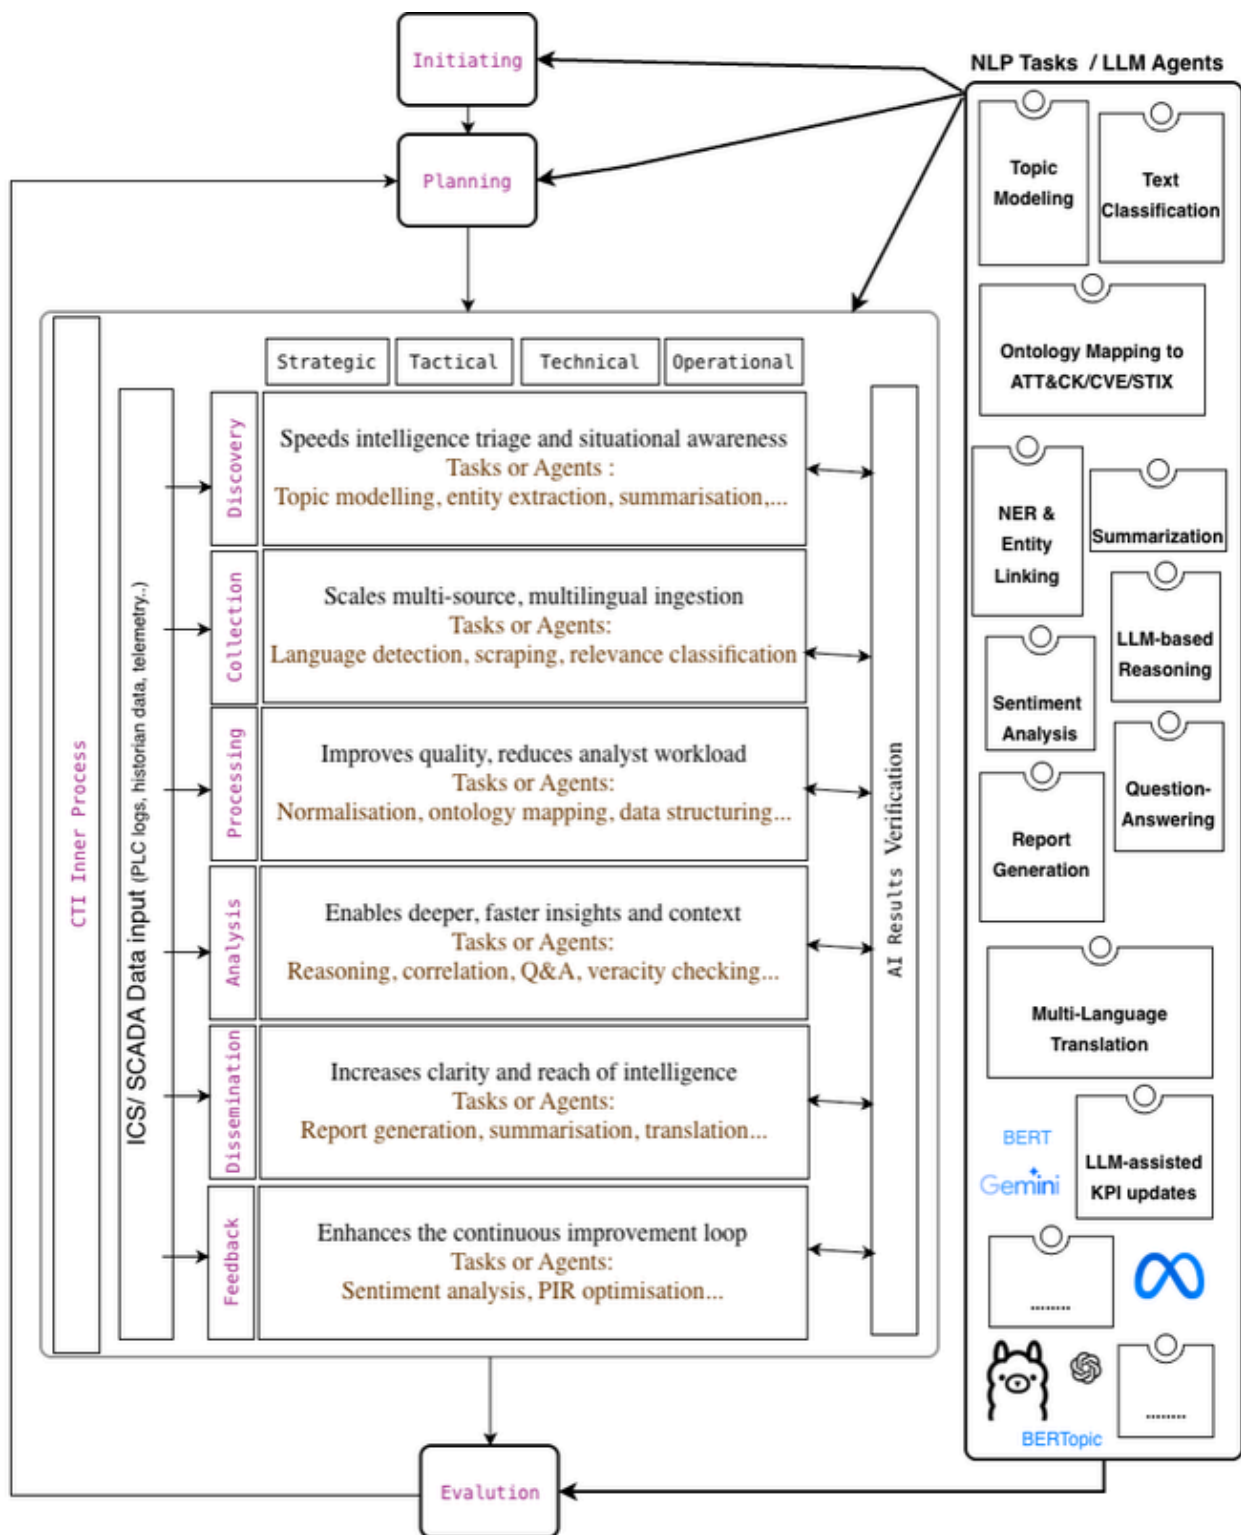 Initiating
Planning
NLP Tasks / LLM Agents
Topic
Modeling
Text
Classification
Ontology Mapping to
ATT&CK/CVE/STIX
NER &
Entity
Linking
Summarization
LLM-based
Reasoning
Sentiment
Analysis
Question-
Answering
Report
Generation
Multi-Language
Translation
BERT
Gemini
LLM-assisted
KPI updates
........
........
BERTopic
CTI Inner Process
ICS/ SCADA Data input (PLC logs, historian data, telemetry..)
Strategic
Tactical
Technical
Operational
Discovery
Speeds intelligence triage and situational awareness
Tasks or Agents :
Topic modelling, entity extraction, summarisation,...
Collection
Scales multi-source, multilingual ingestion
Tasks or Agents:
Language detection, scraping, relevance classification
Processing
Improves quality, reduces analyst workload
Tasks or Agents:
Normalisation, ontology mapping, data structuring...
Analysis
Enables deeper, faster insights and context
Tasks or Agents:
Reasoning, correlation, Q&A, veracity checking...
Dissemination
Increases clarity and reach of intelligence
Tasks or Agents:
Report generation, summarisation, translation...
Feedback
Enhances the continuous improvement loop
Tasks or Agents:
Sentiment analysis, PIR optimisation...
AI Results Verification
Evalution